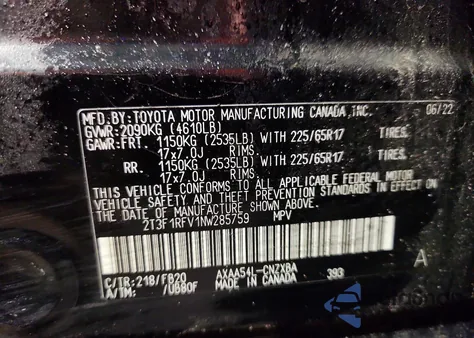 MFD.BY:TOYOTA MOTOR MANUFACTURING CANADA INC. 06/22
GVWR:2090KG (4610LB)
GAWR:FRT. 1150KG (2535LB) WITH 225/65R17 TIRES,
17x7.0J RIMS,
RR. 1150KG (2535LB) WITH 225/65R17 TIRES,
17x7.0J RIMS,
THIS VEHICLE CONFORMS TO ALL APPLICABLE FEDERAL MOTOR
VEHICLE SAFETY AND THEFT PREVENTION STANDARDS IN EFFECT ON
THE DATE OF MANUFACTURE SHOWN ABOVE.
2T3F1RFV1NW285759 MPV
C/TR:218/FB20 AXAA54L-CNZXBA 393 A
A/TM: /UB80F MADE IN CANADA